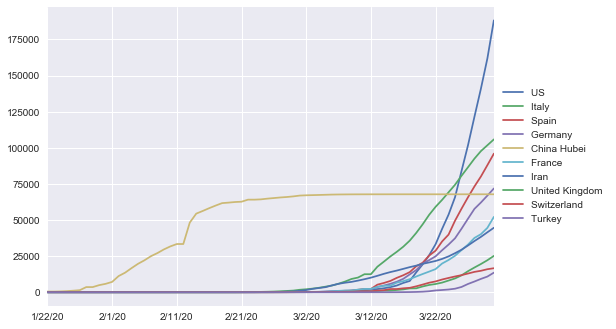 175000
150000
125000
100000
75000
50000
25000
0
1/22/20 2/1/20 2/11/20 2/21/20 3/2/20 3/12/20 3/22/20
US
Italy
Spain
Germany
China Hubei
France
Iran
United Kingdom
Switzerland
Turkey